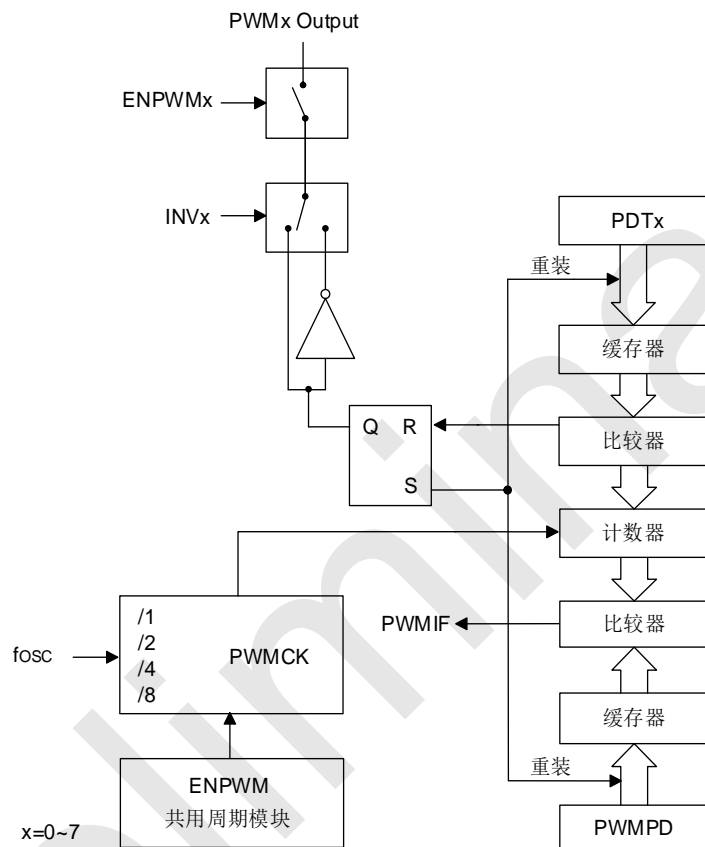 PWMx Output
ENPWMx
INVx
PDTx
重装
缓存器
Q R
S
比较器
计数器
/1
/2
/4
/8
PWMCK
fosc
PWMIF
比较器
缓存器
重装
ENPWM
共用周期模块
x=0~7
PWMPD